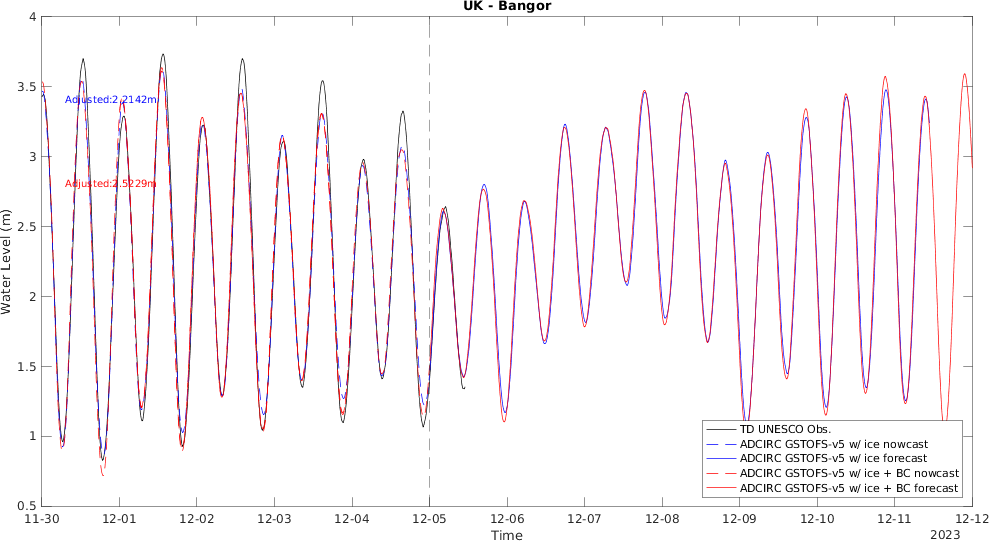 UK - Bangor
4
3.5
3
2.5
2
1.5
1
0.5
Water Level (m)
Adjusted:2.2142m
Adjusted:2.5229m
TD UNESCO Obs.
ADCIRC GSTOFS-v5 w/ ice nowcast
ADCIRC GSTOFS-v5 w/ ice forecast
ADCIRC GSTOFS-v5 w/ ice + BC nowcast
ADCIRC GSTOFS-v5 w/ ice + BC forecast
11-30 12-01 12-02 12-03 12-04 12-05 12-06 12-07 12-08 12-09 12-10 12-11 12-12
Time
2023